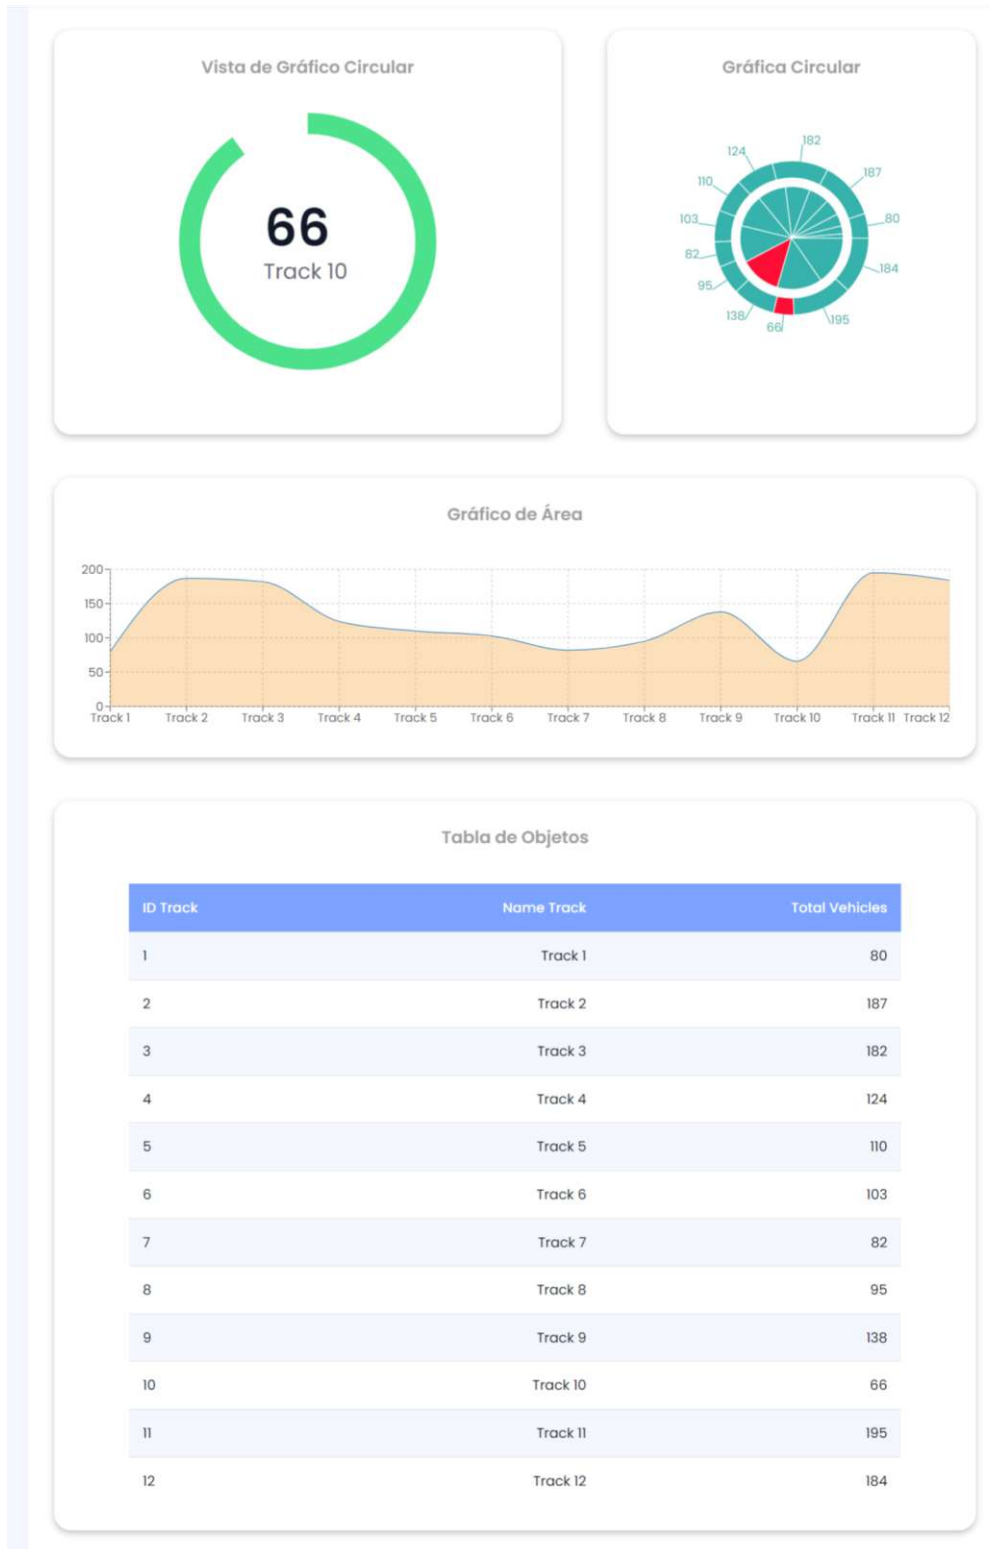 Vista de Gráfico Circular
66
Track 10
Gráfica Circular
182
124
187
110
103
80
82
184
95
138
195
66
Gráfico de Área
200
150
100
50
0
Track 1 Track 2 Track 3 Track 4 Track 5 Track 6 Track 7 Track 8 Track 9 Track 10 Track 11 Track 12
Tabla de Objetos
ID Track Name Track Total Vehicles
1 Track 1 80
2 Track 2 187
3 Track 3 182
4 Track 4 124
5 Track 5 110
6 Track 6 103
7 Track 7 82
8 Track 8 95
9 Track 9 138
10 Track 10 66
11 Track 11 195
12 Track 12 184